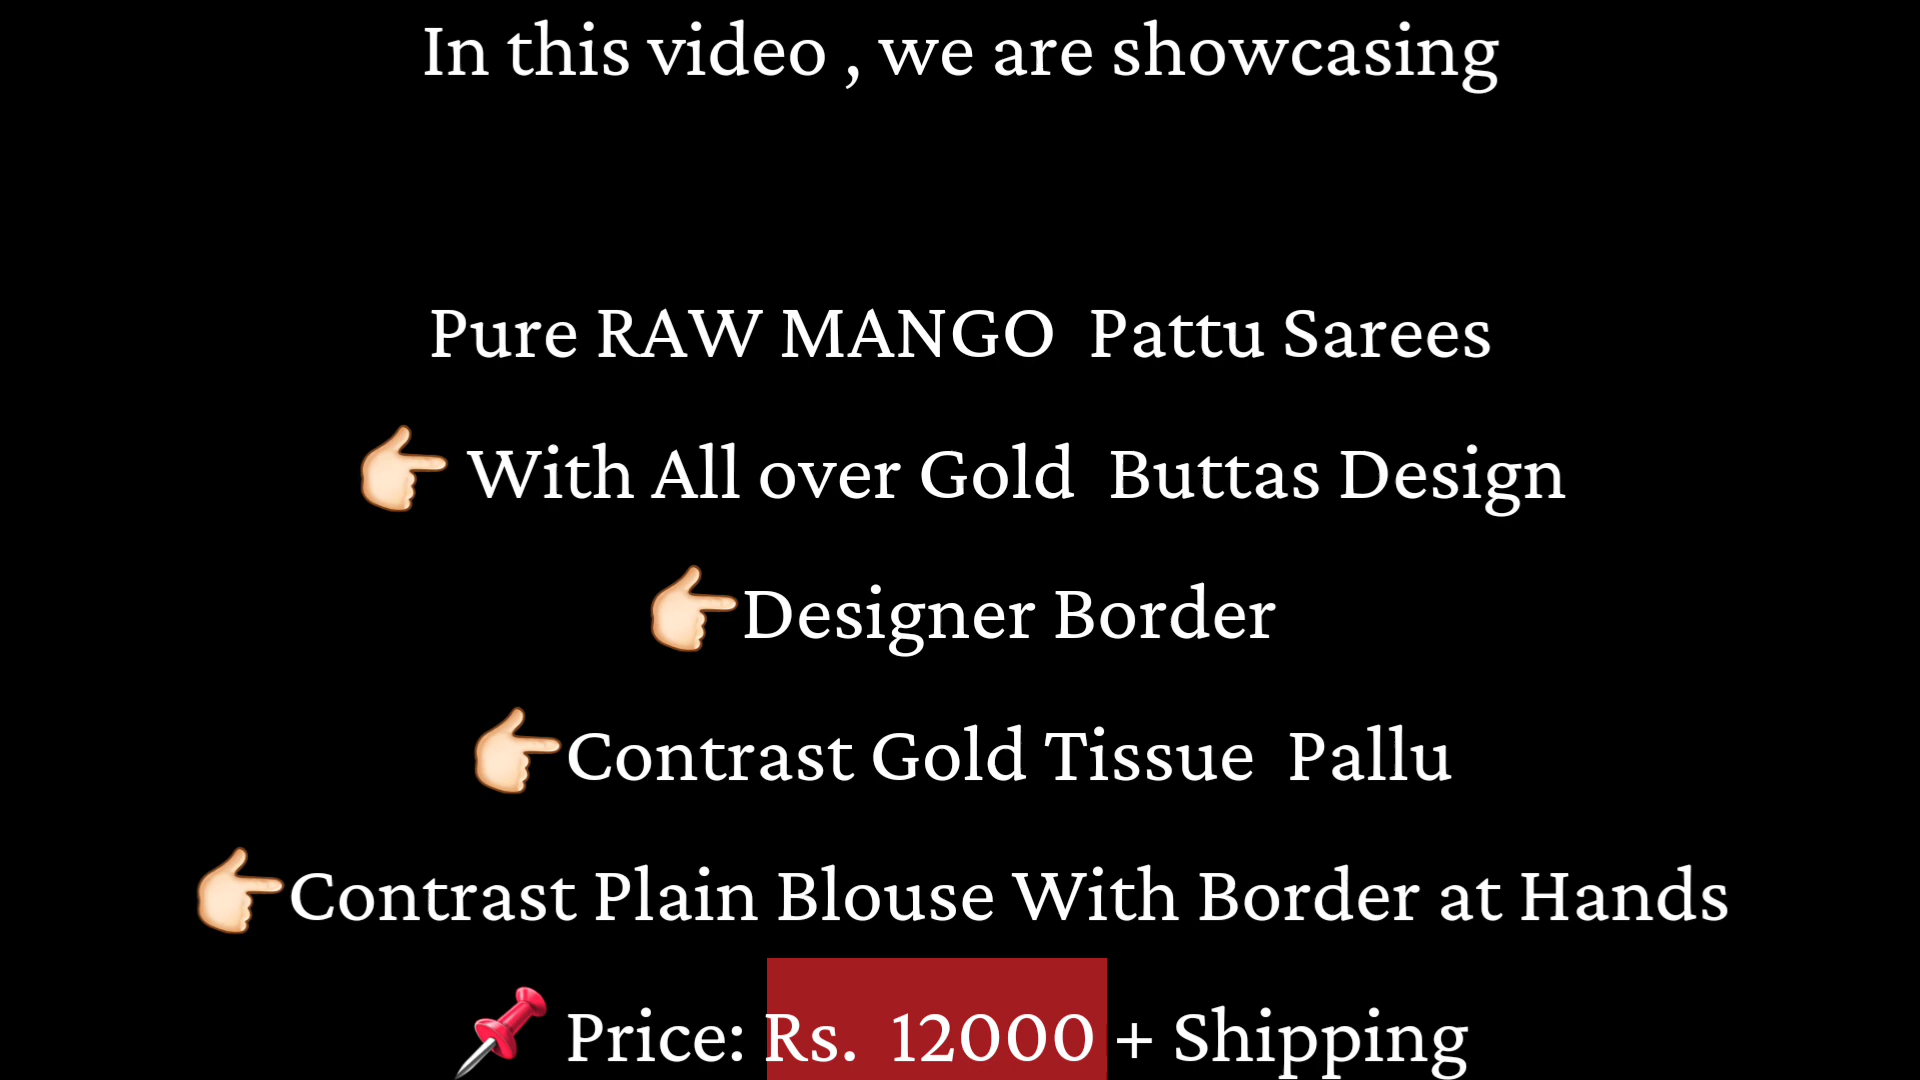 In this video , we are showcasing
Pure RAW MANGO  Pattu Sarees
👉🏻 With All over Gold  Buttas Design
👉🏻Designer Border
👉🏻Contrast Gold Tissue  Pallu
👉🏻Contrast Plain Blouse With Border at Hands
📌 Price: Rs.  12000 + Shipping